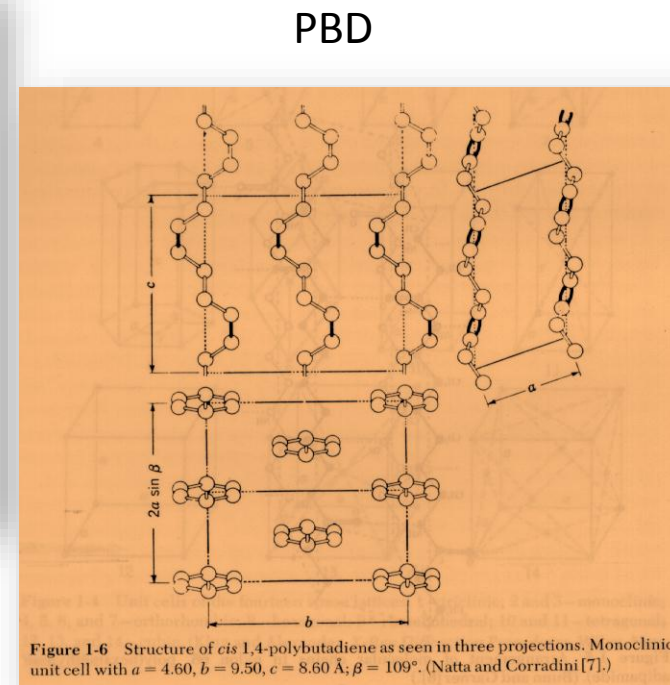 PBD
c
a
2a sin β
b
Figure 1-6 Structure of cis 1,4-polybutadiene as seen in three projections. Monoclinic
unit cell with a = 4.60, b = 9.50, c = 8.60 Å; β = 109°. (Natta and Corradini [7].)